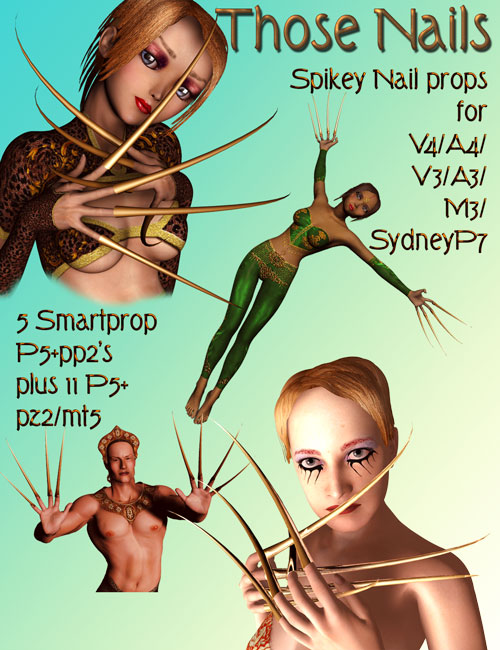 Those Nails
Spikey Nail props
for
V4/A4/
V3/A3/
M3/
SydneyP7
5 Smartprop
P5+pp2's
plus 11 P5+
pz2/mt5